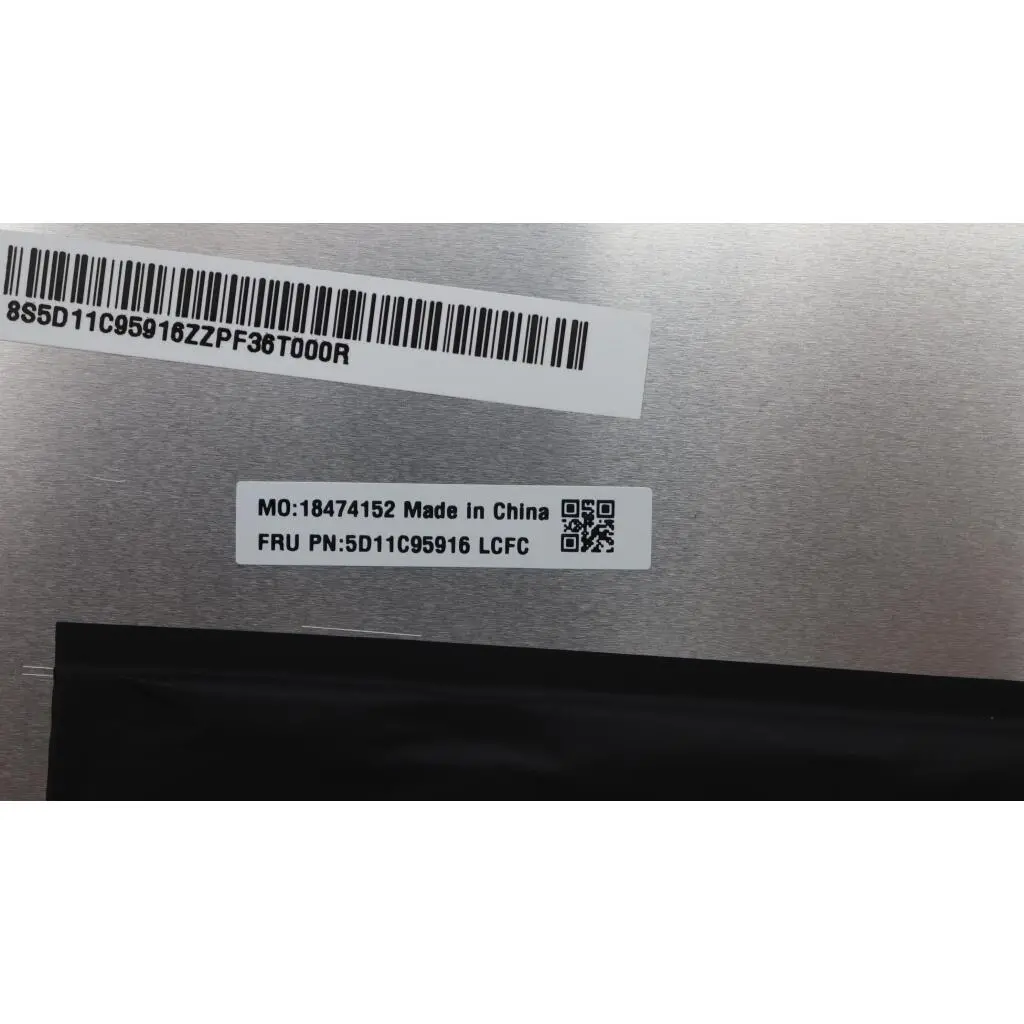 8S5D11C95916ZZPF36T000R
MO:18474152 Made in China
FRU PN:5D11C95916 LCFC